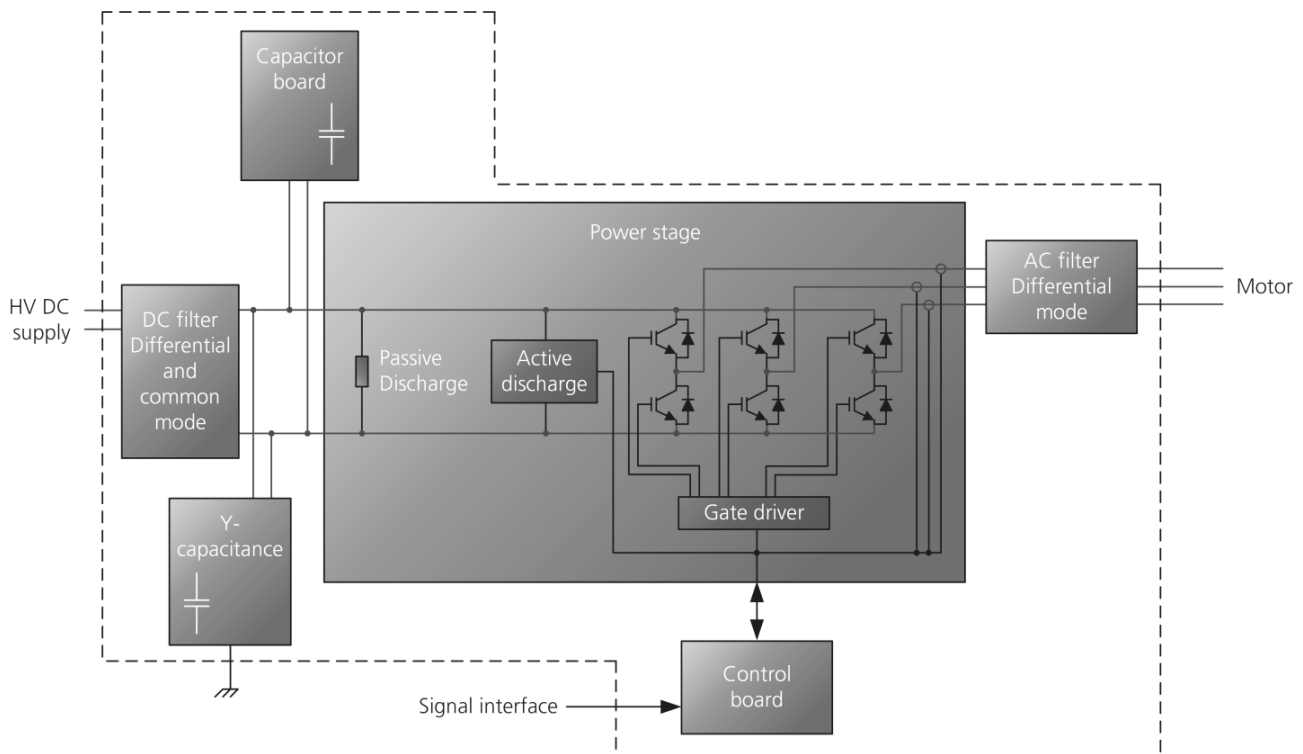 Capacitor
board
Power stage
HV DC
supply
DC filter
Differential
and
common
mode
Passive
Discharge
Active
discharge
AC filter
Differential
mode
Motor
Gate driver
Y-
capacitance
Control
board
Signal interface